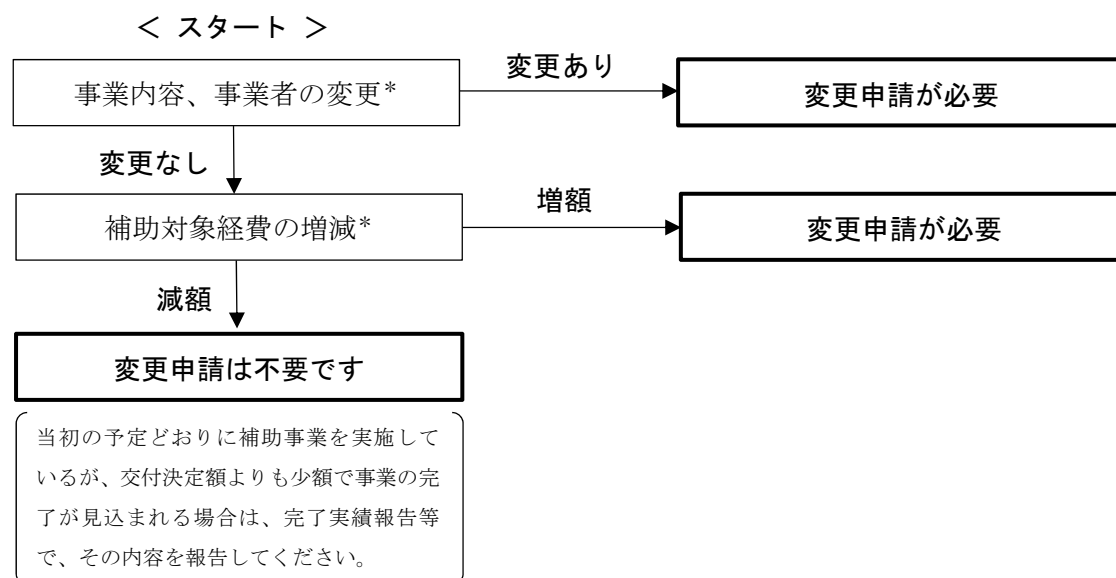 ＜ スタート ＞
事業内容、事業者の変更*
変更あり
変更申請が必要
変更なし
補助対象経費の増減*
増額
変更申請が必要
減額
変更申請は不要です
当初の予定どおりに補助事業を実施して
いるが、交付決定額よりも少額で事業の完
了が見込まれる場合は、完了実績報告等
で、その内容を報告してください。